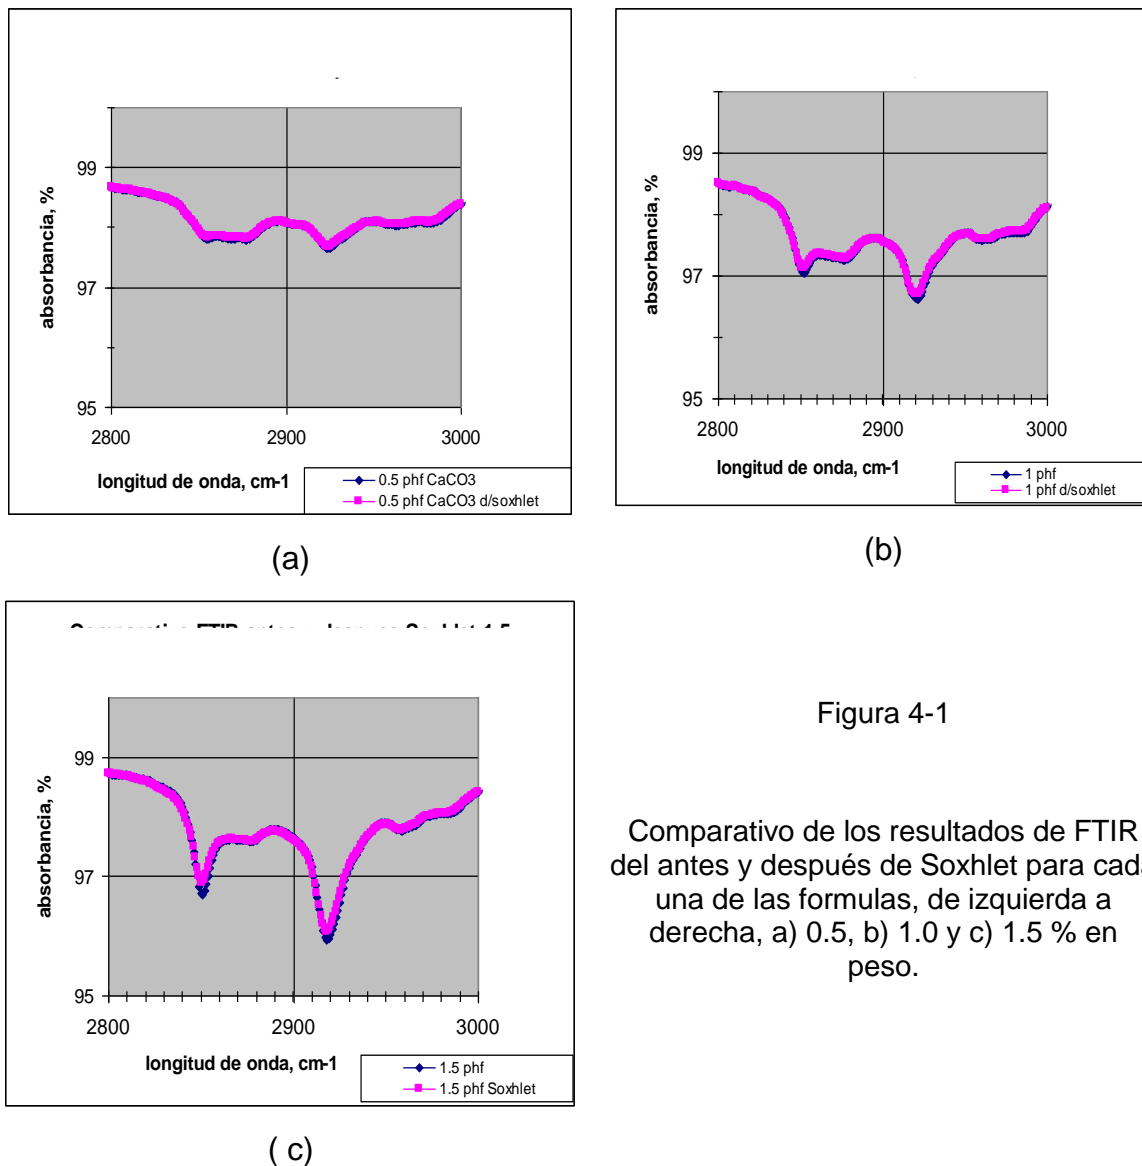 99
97
95
absorbancia, %
2800 2900 3000
longitud de onda, cm-1
0.5 phf CaCO3
0.5 phf CaCO3 d/soxhlet
(a)
99
97
95
absorbancia, %
2800 2900 3000
longitud de onda, cm-1
1 phf
1 phf d/soxhlet
(b)
99
97
95
absorbancia, %
2800 2900 3000
longitud de onda, cm-1
1.5 phf
1.5 phf Soxhlet
( c)
Figura 4-1
Comparativo de los resultados de FTIR
del antes y después de Soxhlet para cada
una de las formulas, de izquierda a
derecha, a) 0.5, b) 1.0 y c) 1.5 % en
peso.